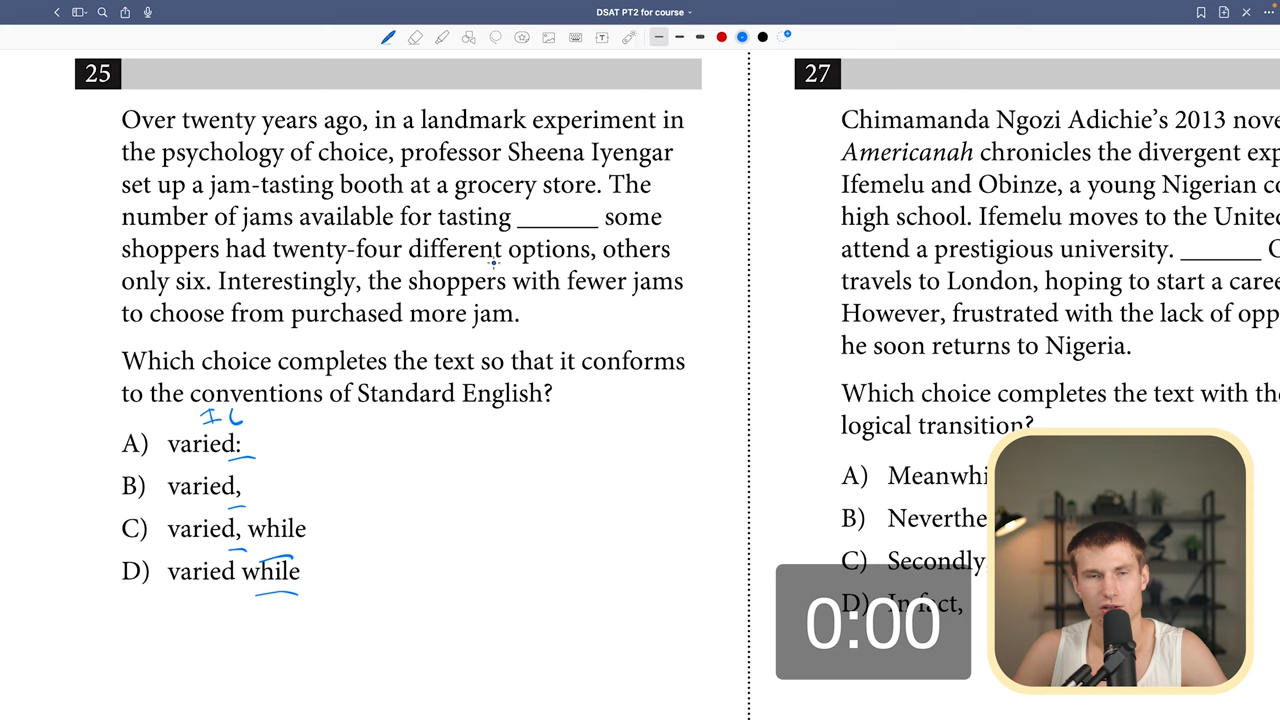 DSAT PT2 for course
25
Over twenty years ago, in a landmark experiment in
the psychology of choice, professor Sheena Iyengar
set up a jam-tasting booth at a grocery store. The
number of jams available for tasting ______ some
shoppers had twenty-four different options, others
only six. Interestingly, the shoppers with fewer jams
to choose from purchased more jam.
Which choice completes the text so that it conforms
to the conventions of Standard English?
IC
A) varied:
B) varied,
C) varied, while
D) varied while
27
Chimamanda Ngozi Adichie's 2013 nove
Americanah chronicles the divergent exp
Ifemelu and Obinze, a young Nigerian co
high school. Ifemelu moves to the United
attend a prestigious university. ______ O
travels to London, hoping to start a caree
However, frustrated with the lack of opp
he soon returns to Nigeria.
Which choice completes the text with the
logical transition?
A) Meanwhi
B) Neverthe
C) Secondly,
D) In fact,
0:00